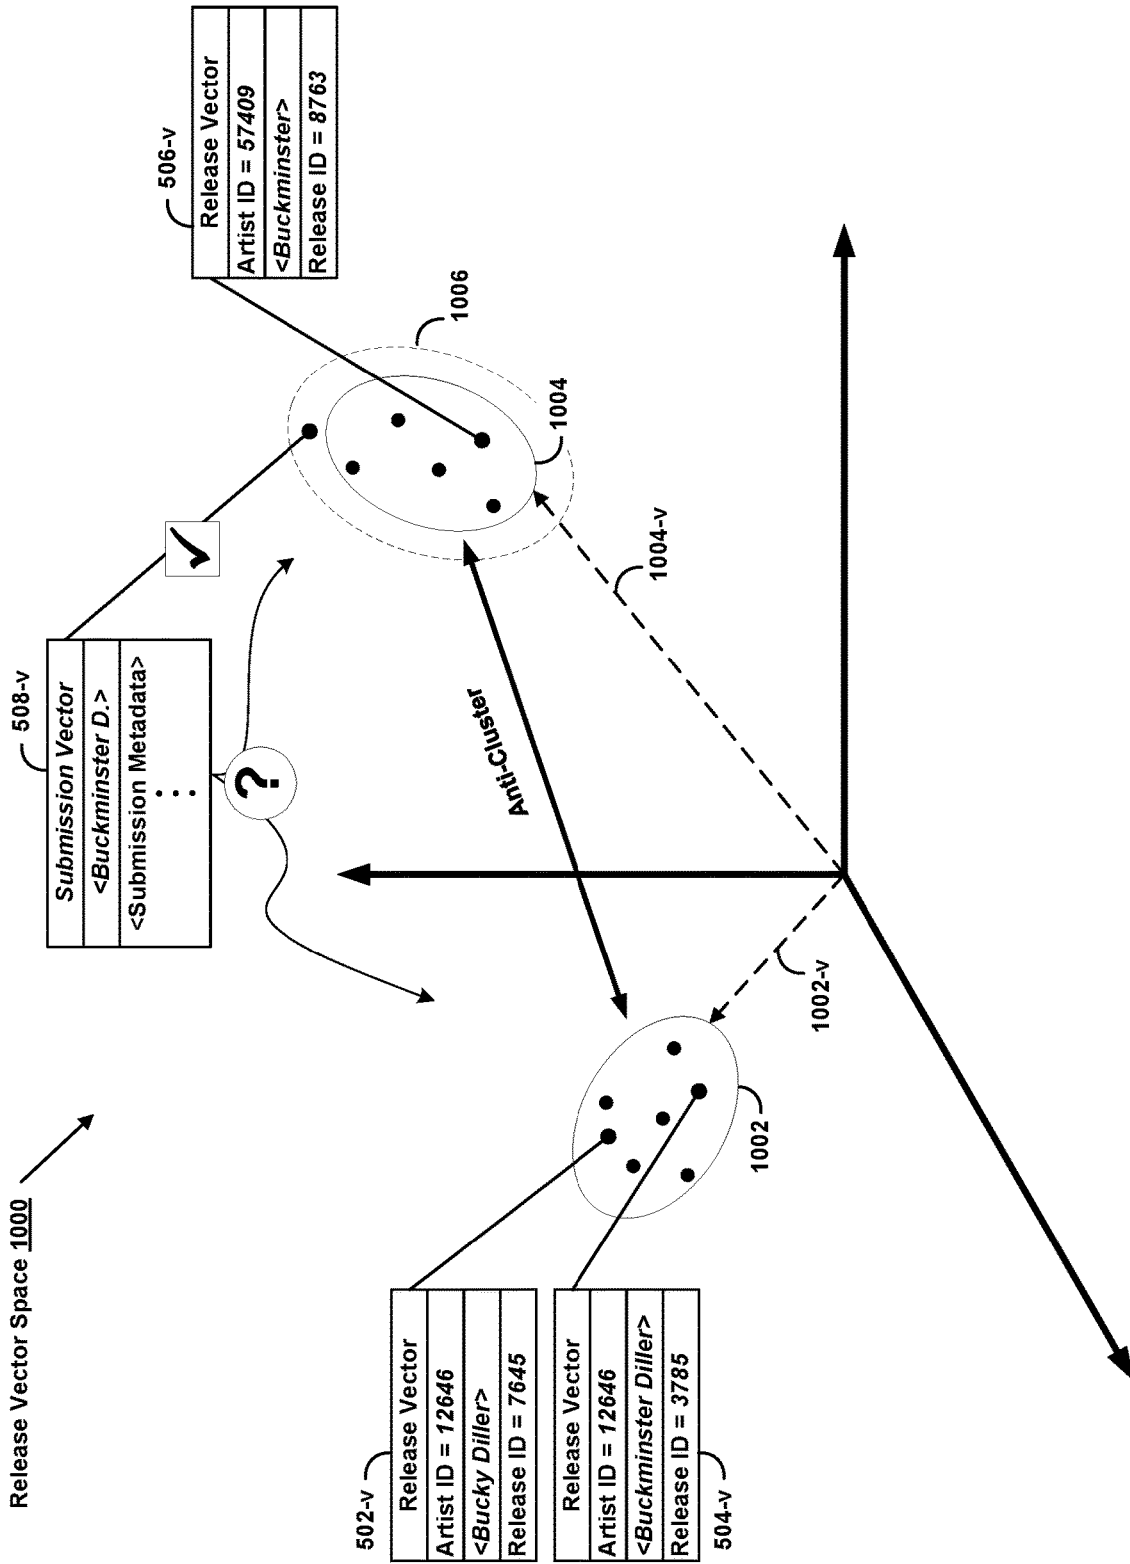 Release Vector Space 1000
502-v
Release Vector
Artist ID = 12646
<Bucky Diller>
Release ID = 7645
Release Vector
Artist ID = 12646
<Buckminster Diller>
Release ID = 3785
504-v
1002
1002-v
508-v
Submission Vector
<Buckminster D.>
<Submission Metadata>
⋮
?
Anti-Cluster
1004-v
1004
1006
506-v
Release Vector
Artist ID = 57409
<Buckminster>
Release ID = 8763